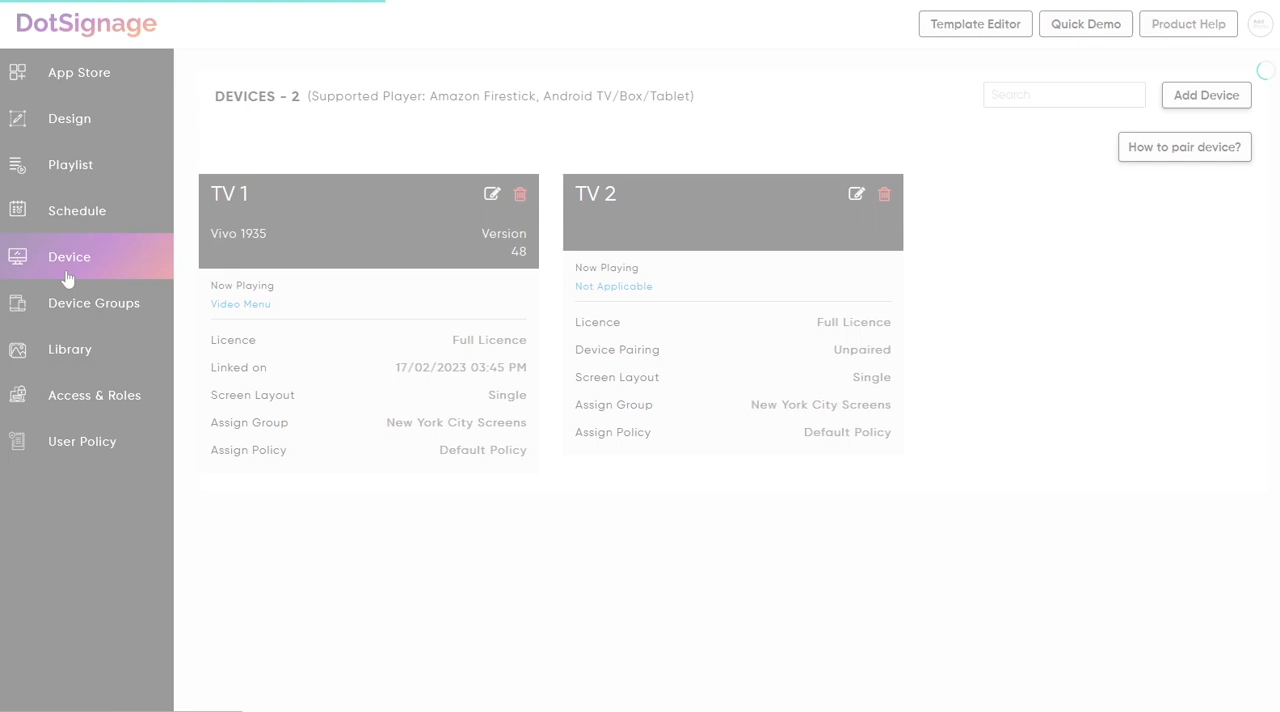 DotSignage
Template Editor
Quick Demo
Product Help
App Store
Design
Playlist
Schedule
Device
Device Groups
Library
Access & Roles
User Policy
DEVICES - 2 (Supported Player: Amazon Firestick, Android TV/Box/Tablet)
Search
Add Device
How to pair device?
TV 1
Vivo 1935
Version
48
Now Playing
Video Menu
Licence Full Licence
Linked on 17/02/2023 03:45 PM
Screen Layout Single
Assign Group New York City Screens
Assign Policy Default Policy
TV 2
Now Playing
Not Applicable
Licence Full Licence
Device Pairing Unpaired
Screen Layout Single
Assign Group New York City Screens
Assign Policy Default Policy